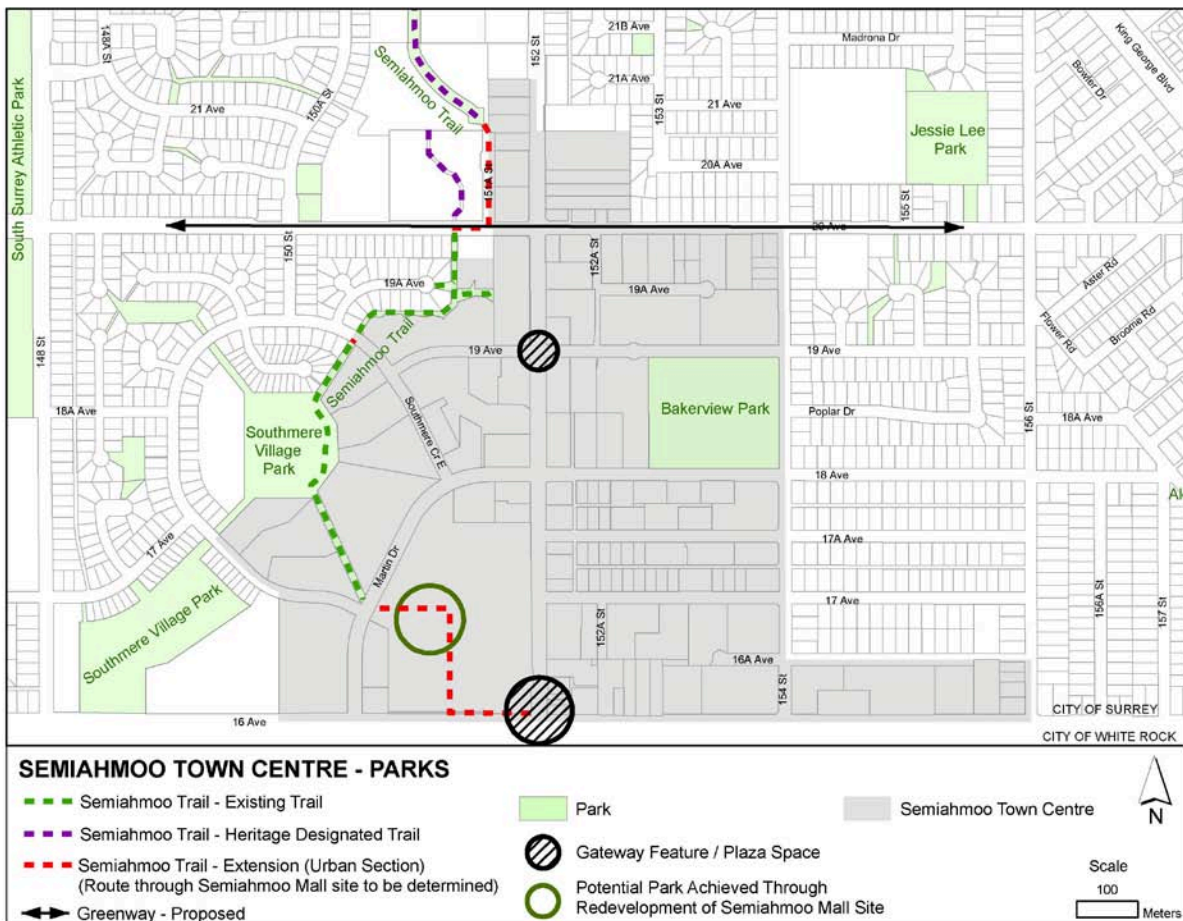 148A St
21 Ave
150A St
Semiahmoo Trail
152 St
151A St
21B Ave
21A Ave
153 St
21 Ave
20A Ave
Madrona Dr
King George Blvd
Bowler Dr
Jessie Lee
Park
155 St
20 Ave
South Surrey Athletic Park
150 St
19A Ave
152A St
19A Ave
Aster Rd
Flower Rd
Broome Rd
148 St
Semiahmoo Trail
19 Ave
19 Ave
18A Ave
Southmere
Village
Park
Southmere Cr E
Bakerview Park
Poplar Dr
156 St
18A Ave
18 Ave
17 Ave
Martin Dr
17A Ave
17 Ave
152A St
156A St
157 St
Southmere Village Park
16A Ave
154 St
16 Ave
CITY OF SURREY
CITY OF WHITE ROCK
SEMIAHMOO TOWN CENTRE - PARKS
Semiahmoo Trail - Existing Trail
Semiahmoo Trail - Heritage Designated Trail
Semiahmoo Trail - Extension (Urban Section)
(Route through Semiahmoo Mall site to be determined)
Greenway - Proposed
Park
Gateway Feature / Plaza Space
Potential Park Achieved Through
Redevelopment of Semiahmoo Mall Site
Semiahmoo Town Centre
N
Scale
100
Meters